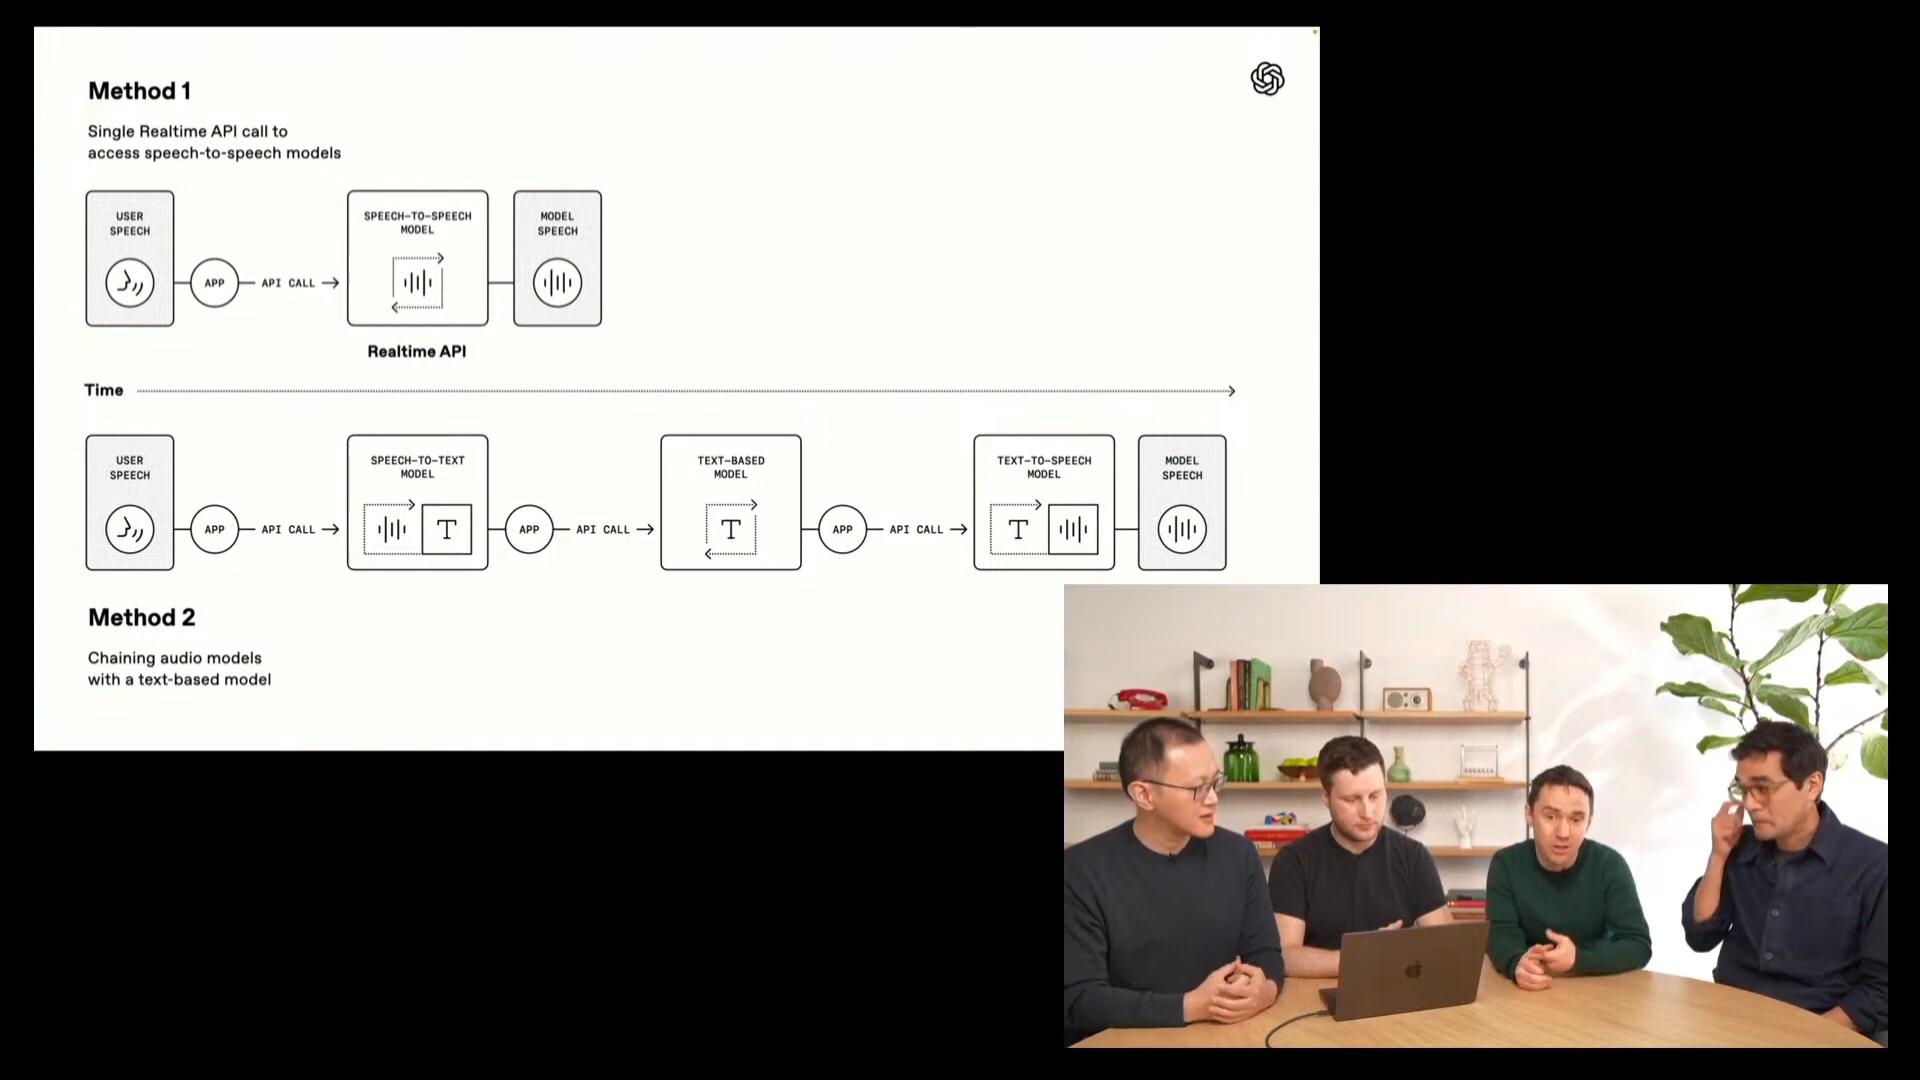 Method 1
Single Realtime API call to
access speech-to-speech models
USER
SPEECH
APP
API CALL
SPEECH-TO-SPEECH
MODEL
MODEL
SPEECH
Realtime API
Time
USER
SPEECH
APP
API CALL
SPEECH-TO-TEXT
MODEL
T
APP
API CALL
TEXT-BASED
MODEL
T
APP
API CALL
TEXT-TO-SPEECH
MODEL
T
MODEL
SPEECH
Method 2
Chaining audio models
with a text-based model